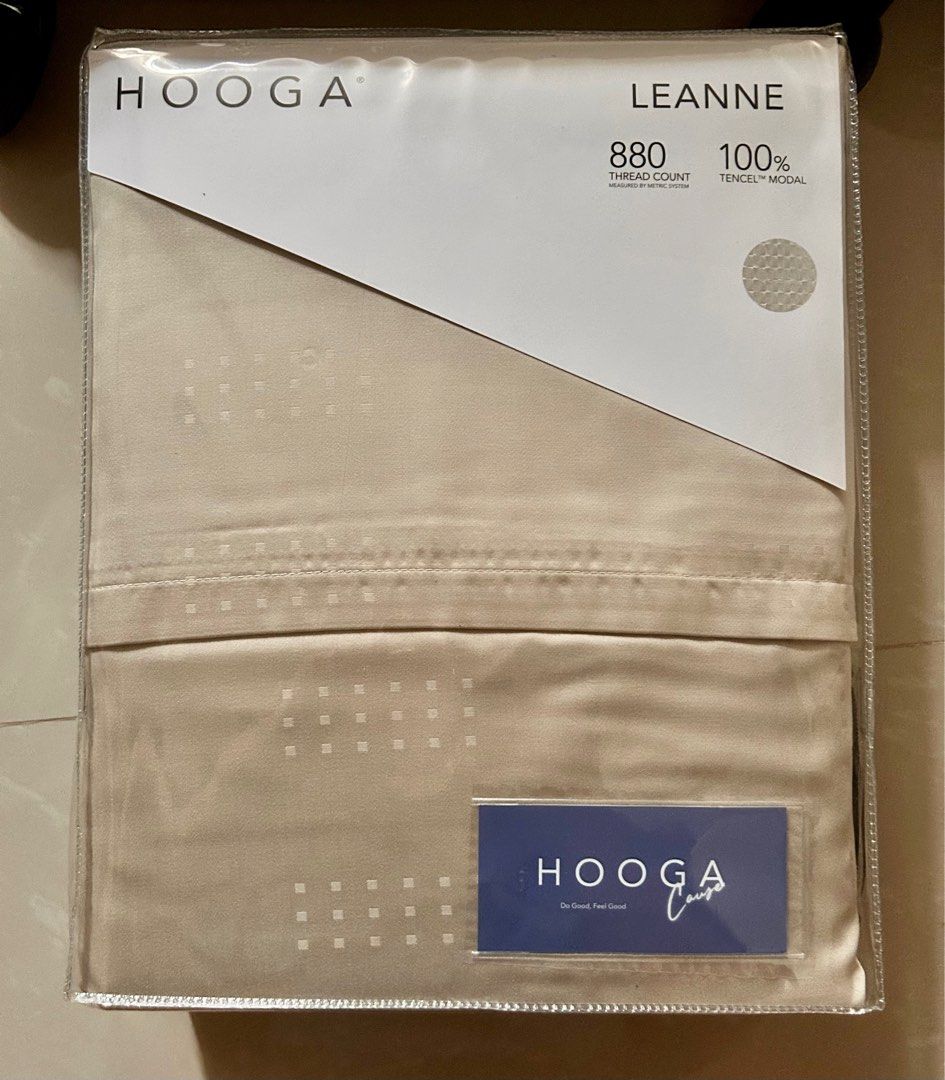 HOOGA®
LEANNE
880
THREAD COUNT
MEASURED BY METRIC SYSTEM
100%
TENCEL™ MODAL
HOOGA
Cause
Do Good, Feel Good